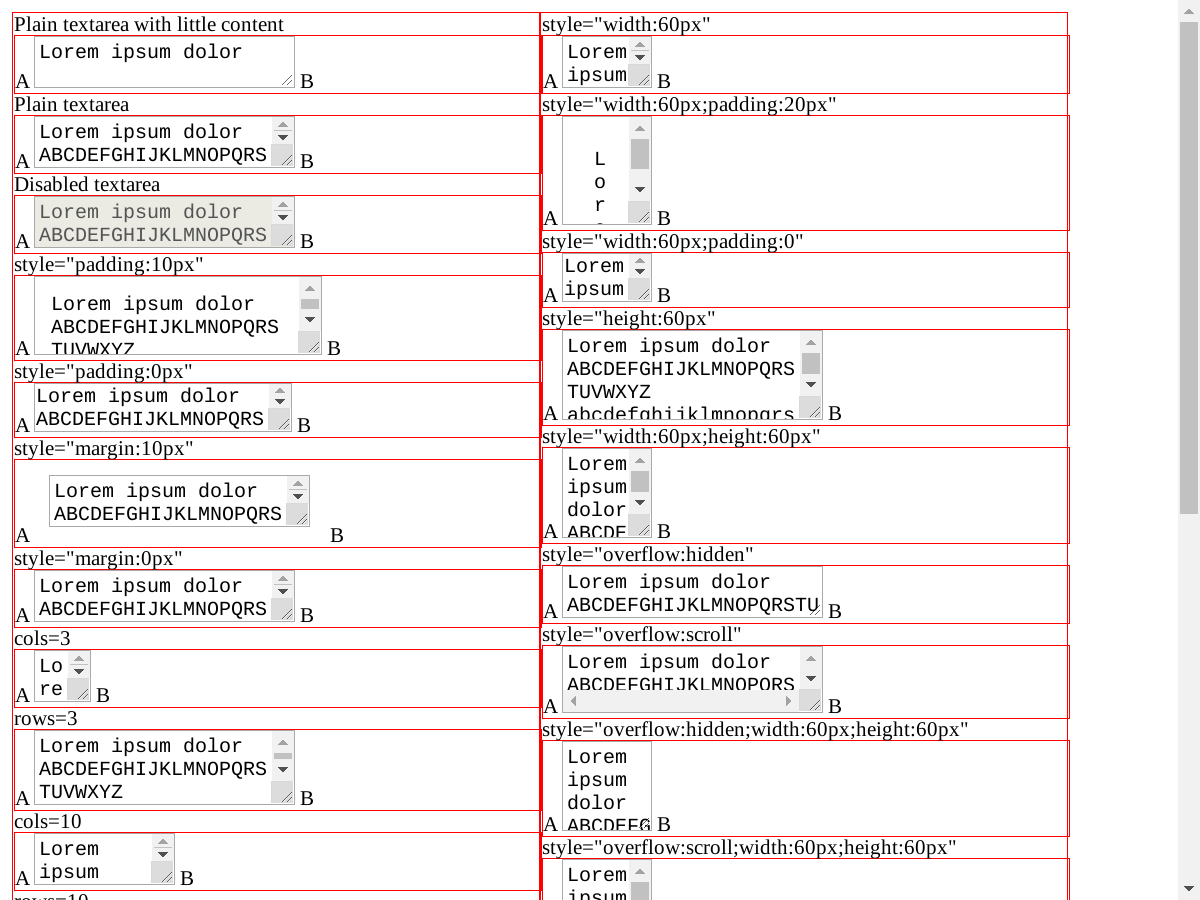 Plain textarea with little content
Lorem ipsum dolor
A B
Plain textarea
Lorem ipsum dolor
ABCDEFGHIJKLMNOPQRS
A B
Disabled textarea
Lorem ipsum dolor
ABCDEFGHIJKLMNOPQRS
A B
style="padding:10px"
Lorem ipsum dolor
ABCDEFGHIJKLMNOPQRS
TUVWXYZ
A B
style="padding:0px"
Lorem ipsum dolor
ABCDEFGHIJKLMNOPQRS
A B
style="margin:10px"
Lorem ipsum dolor
ABCDEFGHIJKLMNOPQRS
A B
style="margin:0px"
Lorem ipsum dolor
ABCDEFGHIJKLMNOPQRS
A B
cols=3
Lo
re
A B
rows=3
Lorem ipsum dolor
ABCDEFGHIJKLMNOPQRS
TUVWXYZ
A B
cols=10
Lorem
ipsum
A B
rows=10
style="width:60px"
Lorem
ipsum
A B
style="width:60px;padding:20px"
L
o
r
A B
style="width:60px;padding:0"
Lorem
ipsum
A B
style="height:60px"
Lorem ipsum dolor
ABCDEFGHIJKLMNOPQRS
TUVWXYZ
abcdefghijklmnopqrs
A B
style="width:60px;height:60px"
Lorem
ipsum
dolor
ABCDE
A B
style="overflow:hidden"
Lorem ipsum dolor
ABCDEFGHIJKLMNOPQRSTU
A B
style="overflow:scroll"
Lorem ipsum dolor
ABCDEFGHIJKLMNOPQRS
A B
style="overflow:hidden;width:60px;height:60px"
Lorem
ipsum
dolor
ABCDEFG
A B
style="overflow:scroll;width:60px;height:60px"
Lorem
ipsum